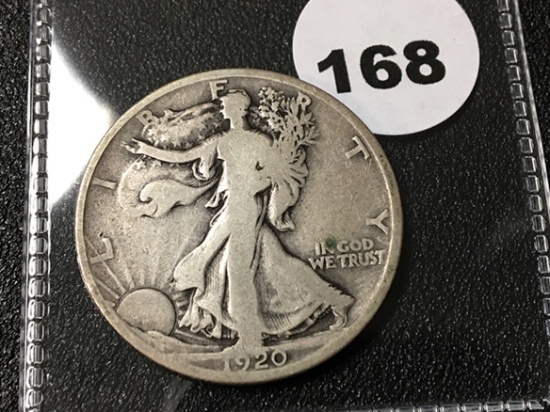 168
LIBERTY
IN GOD
WE TRUST
1920